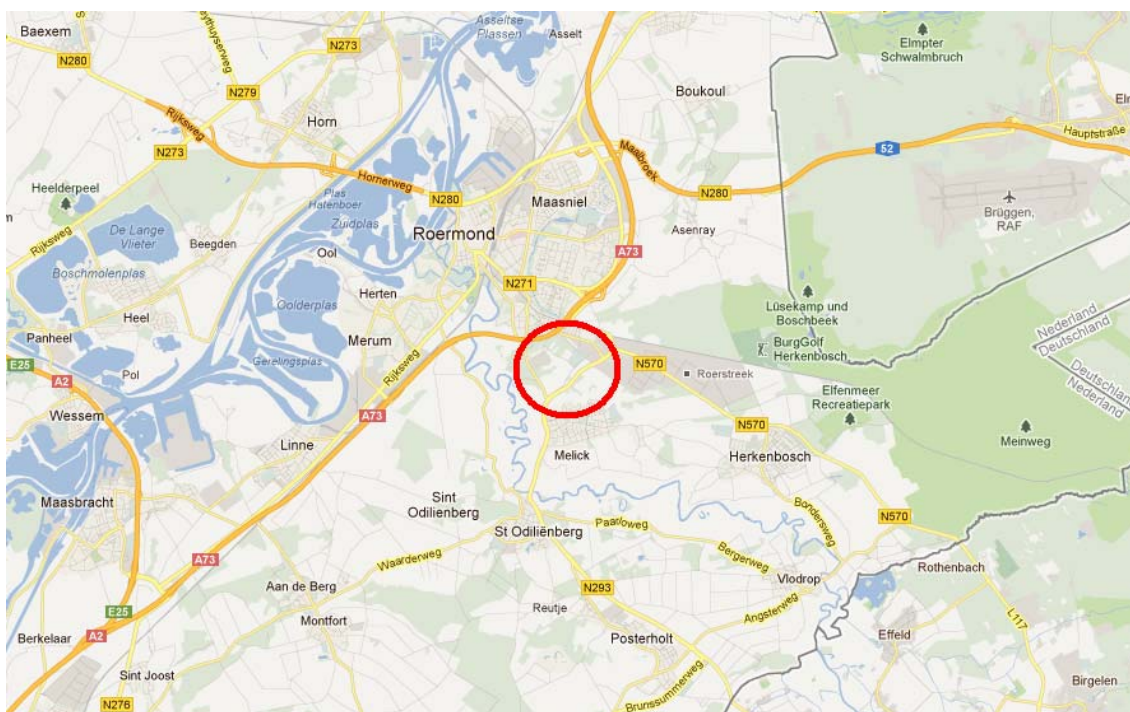 Baexem
N280
N273
Asseltse
Plassen
Asselt
Elmpter
Schwalmbruch
N279
Boukoul
Rijksweg
Horn
N273
Hauptstraße
52
Maalbroek
Heelderpeel
Hornerweg
N280
N280
Plas
Hatenboer
Zuidplas
Maasniel
Brüggen,
RAF
De Lange
Vlieter
Rijksweg
Beegden
Roermond
Asenray
A73
Ool
Boschmolenplas
N271
Herten
Oolderplas
Lüsekamp und
Boschbeek
Heel
Nederland
Deutschland
Panheel
Merum
BurgGolf
Herkenbosch
E25
A2
Pol
Gerelingsplas
Rijksweg
N570
Roerstreek
Deutschland
Nederland
Elfenmeer
Recreatiepark
Wessem
A73
N570
Meinweg
Linne
Melick
Herkenbosch
Maasbracht
Sint
Odilienberg
Bondersweg
N570
St Odiliënberg
Paarloweg
A73
Waarderweg
Bergerweg
Rothenbach
Vlodrop
Aan de Berg
N293
E25
Reutje
Angsterweg
L117
Montfort
Berkelaar
A2
Posterholt
Effeld
Sint Joost
Birgelen
N276
Brunssummerweg